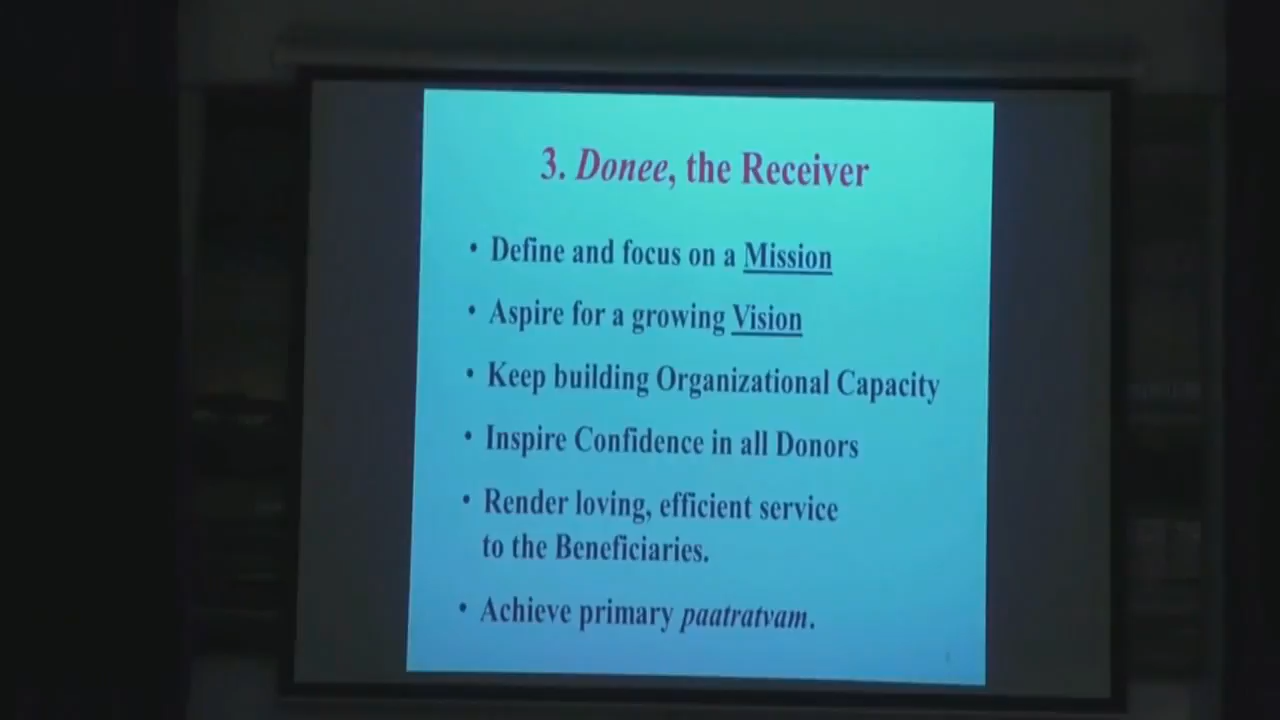 3. Donee, the Receiver
• Define and focus on a Mission
• Aspire for a growing Vision
• Keep building Organizational Capacity
• Inspire Confidence in all Donors
• Render loving, efficient service
to the Beneficiaries.
• Achieve primary paatratvam.